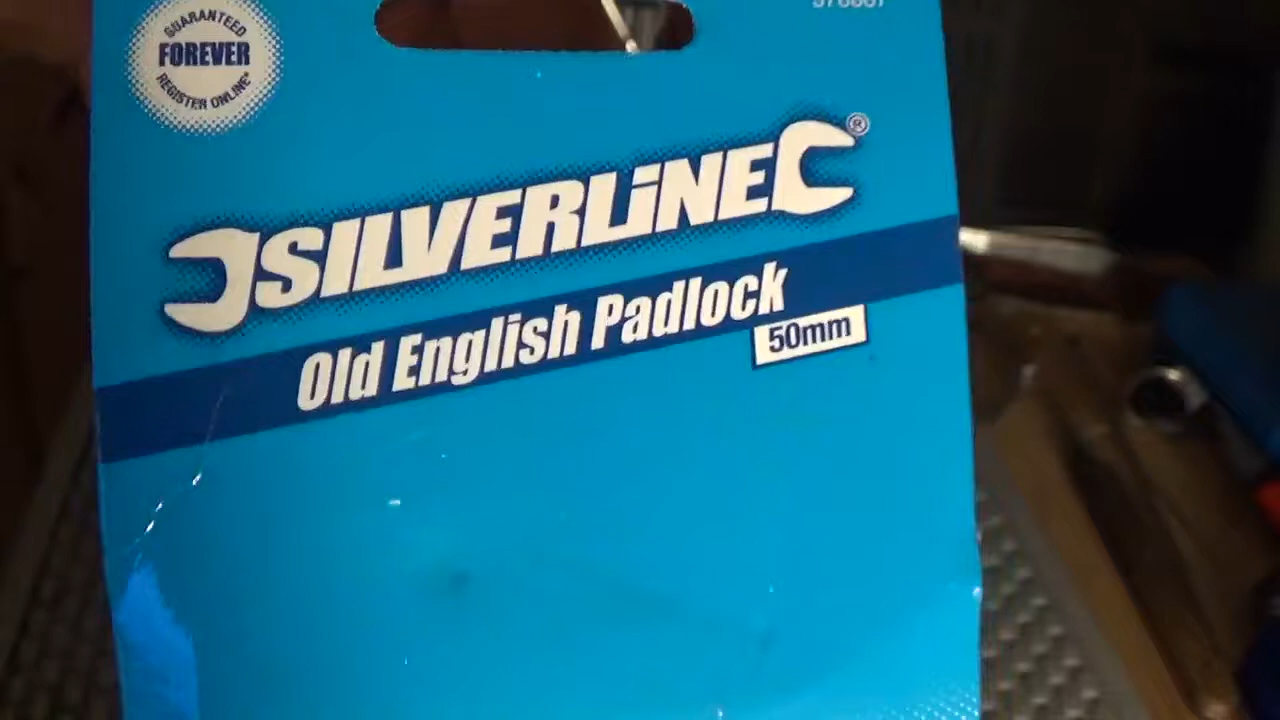 GUARANTEED
FOREVER
REGISTER ONLINE*
SILVERLINE®
Old English Padlock
50mm